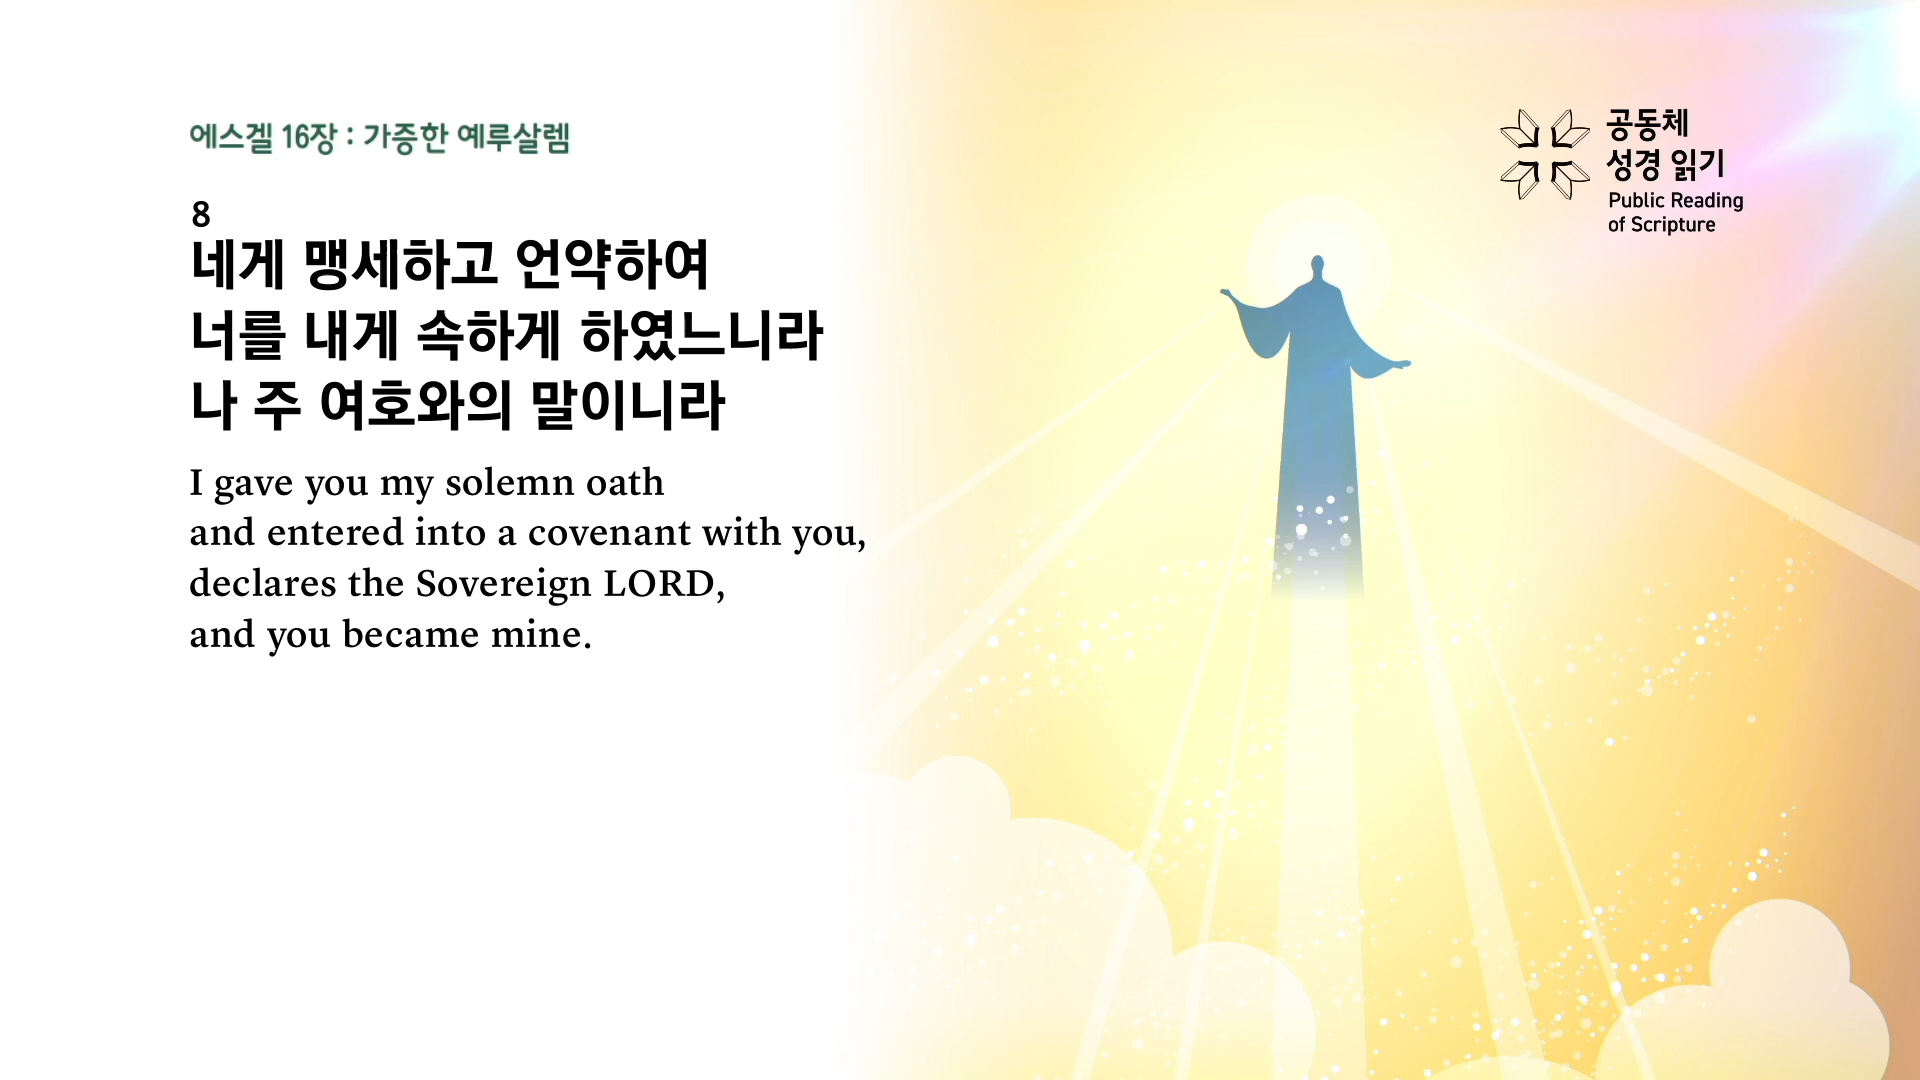 에스겔 16장 : 가증한 예루살렘
8
네게 맹세하고 언약하여
너를 내게 속하게 하였느니라
나 주 여호와의 말이니라
I gave you my solemn oath
and entered into a covenant with you,
declares the Sovereign LORD,
and you became mine.
공동체
성경 읽기
Public Reading
of Scripture